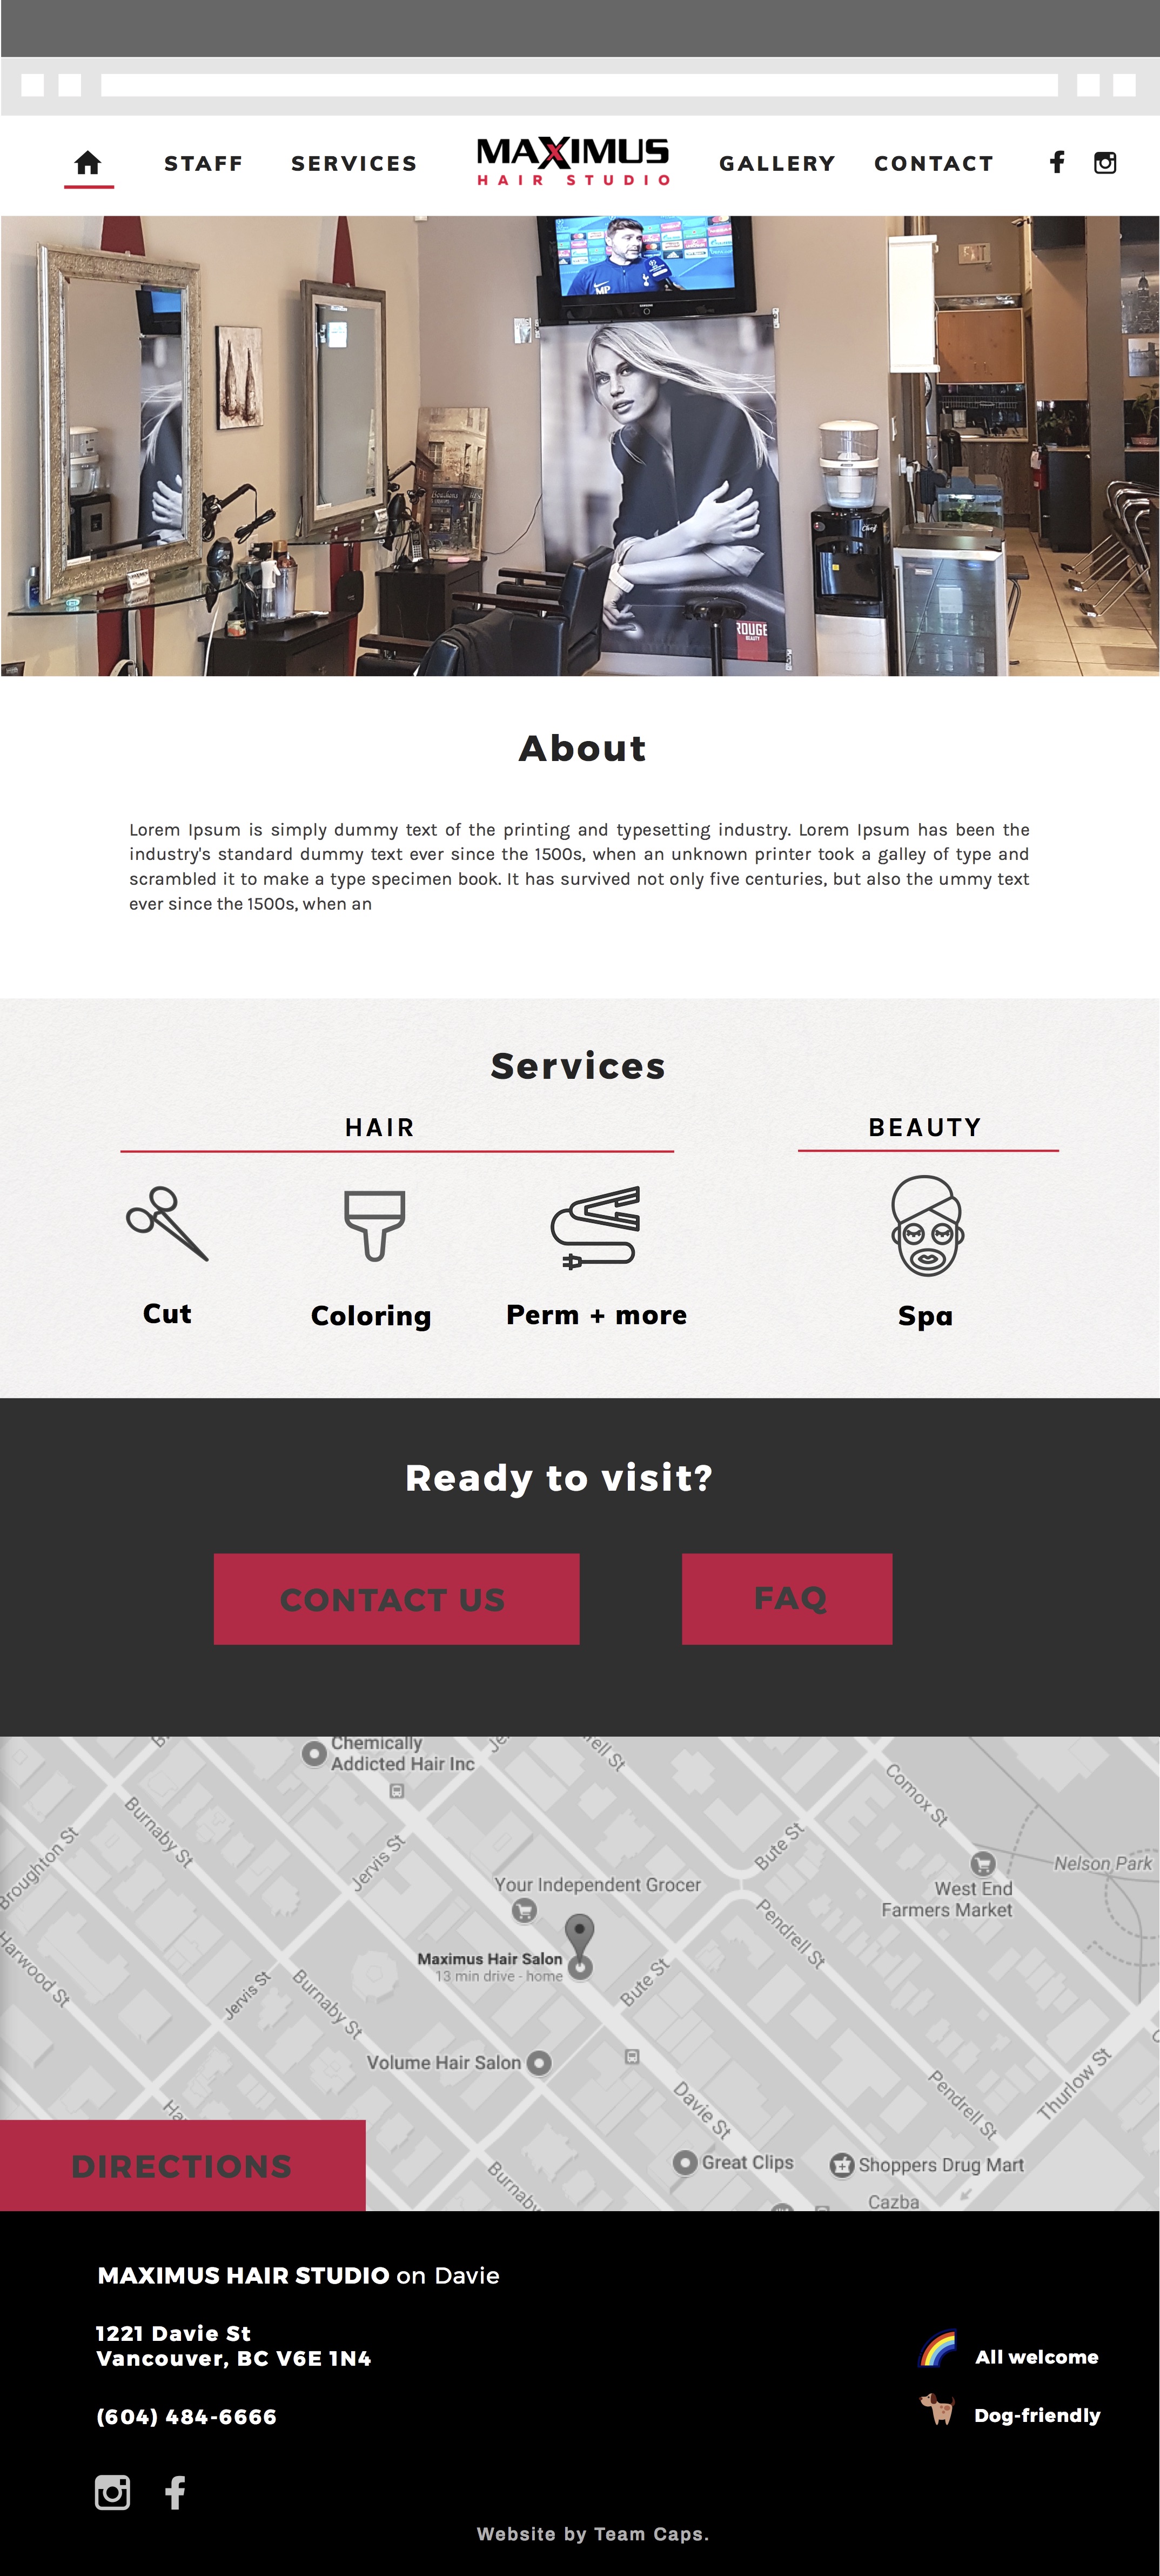 STAFF
SERVICES
MAXIMUS
HAIR STUDIO
GALLERY
CONTACT
MP
SAMSUNG
Chef
ROUGE
BEAUTY
About
Lorem Ipsum is simply dummy text of the printing and typesetting industry. Lorem Ipsum has been the
industry's standard dummy text ever since the 1500s, when an unknown printer took a galley of type and
scrambled it to make a type specimen book. It has survived not only five centuries, but also the ummy text
ever since the 1500s, when an
Services
HAIR
BEAUTY
Cut
Coloring
Perm + more
Spa
Ready to visit?
CONTACT US
FAQ
Chemically
Addicted Hair Inc
Comox St
Burnaby St
Broughton St
Jervis St
Bute St
Nelson Park
Your Independent Grocer
West End
Farmers Market
Pendrell St
Harwood St
Maximus Hair Salon
13 min drive - home
Jervis St
Burnaby St
Bute St
Volume Hair Salon
Davie St
Pendrell St
Thurlow St
Great Clips
Shoppers Drug Mart
Burnaby
Cazba
DIRECTIONS
MAXIMUS HAIR STUDIO on Davie
1221 Davie St
Vancouver, BC V6E 1N4
(604) 484-6666
All welcome
Dog-friendly
Website by Team Caps.